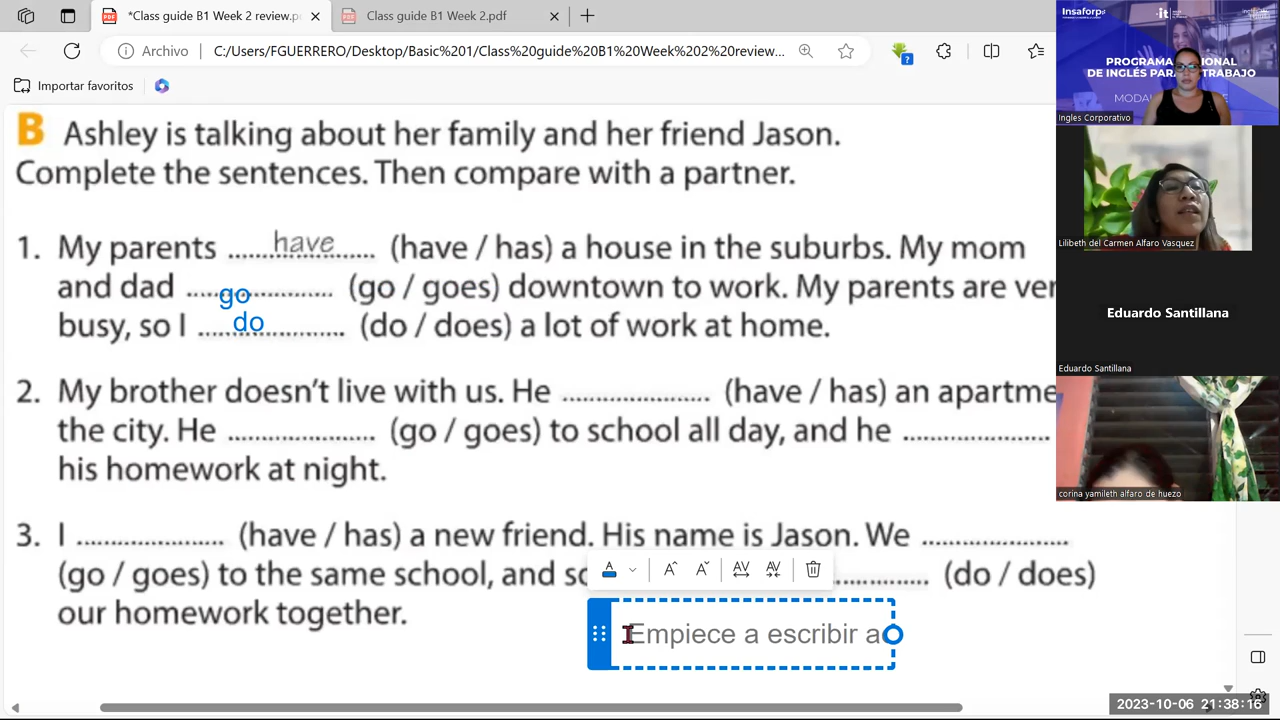 *Class guide B1 Week 2 review.p
Class guide B1 Week 2.pdf
Archivo
C:/Users/FGUERRERO/Desktop/Basic%201/Class%20guide%20B1%20Week%202%20review...
Importar favoritos
B Ashley is talking about her family and her friend Jason.
Complete the sentences. Then compare with a partner.
1. My parents have (have / has) a house in the suburbs. My mom
and dad go (go / goes) downtown to work. My parents are ver
busy, so I do (do / does) a lot of work at home.
2. My brother doesn't live with us. He .................... (have / has) an apartme
the city. He .................... (go / goes) to school all day, and he ....................
his homework at night.
3. I .................... (have / has) a new friend. His name is Jason. We ....................
(go / goes) to the same school, and so .................... (do / does)
our homework together.
Empiece a escribir a
Insaforp
PROGRAMA
DE INGLÉS PARA TRABAJO
Ingles Corporativo
Lilibeth del Carmen Alfaro Vasquez
Eduardo Santillana
Eduardo Santillana
corina yamileth alfaro de huezo
2023-10-06 21:38:16